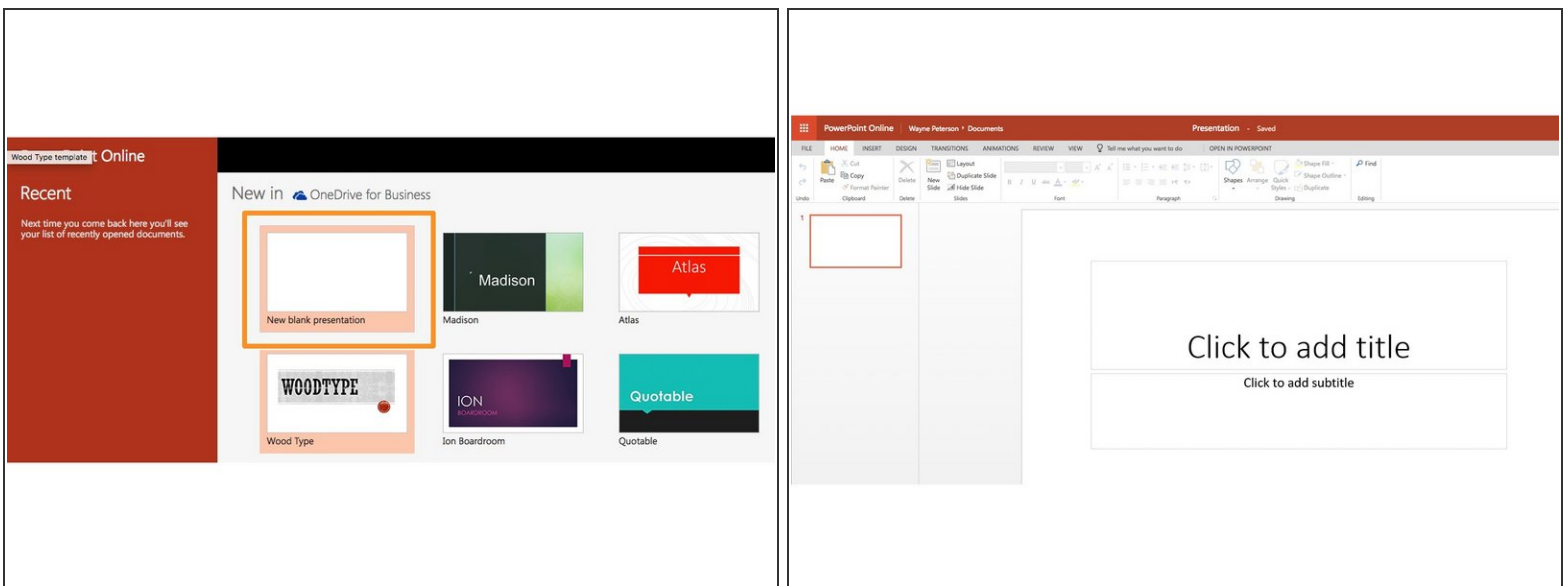 Wood Type template
t Online
Recent
Next time you come back here you'll see
your list of recently opened documents.
New in OneDrive for Business
New blank presentation
Madison
Madison
Atlas
Atlas
WOODTYPE
Wood Type
ION
BOARDROOM
Ion Boardroom
Quotable
Quotable
PowerPoint Online Wayne Peterson › Documents Presentation - Saved
FILE HOME INSERT DESIGN TRANSITIONS ANIMATIONS REVIEW VIEW Tell me what you want to do OPEN IN POWERPOINT
Paste
Cut
Copy
Format Painter
Delete
New Slide
Layout
Duplicate Slide
Hide Slide
B I U abc A
Shapes Arrange Quick Styles
Shape Fill
Shape Outline
Duplicate
Find
Undo Clipboard Delete Slides Font Paragraph Drawing Editing
1
Click to add title
Click to add subtitle